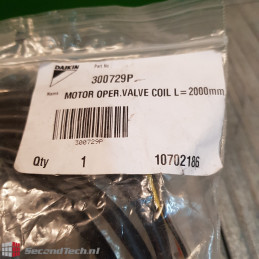 DAIKIN
Part No.
300729P
Name MOTOR OPER.VALVE COIL L=2000mm
300729P
Qty 1 10702186
SecondTech.nl